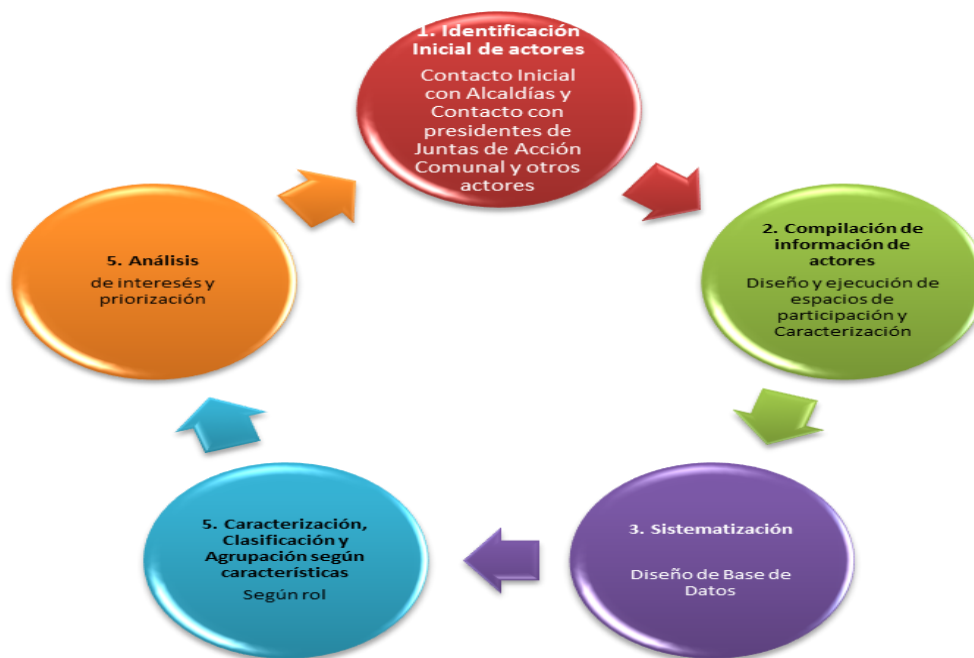 1. Identificación
Inicial de actores
Contacto Inicial
con Alcaldías y
Contacto con
presidentes de
Juntas de Acción
Comunal y otros
actores
2. Compilación de
información de
actores
Diseño y ejecución de
espacios de
participación y
Caracterización
3. Sistematización
Diseño de Base de
Datos
5. Caracterización,
Clasificación y
Agrupación según
características
Según rol
5. Análisis
de interesés y
priorización